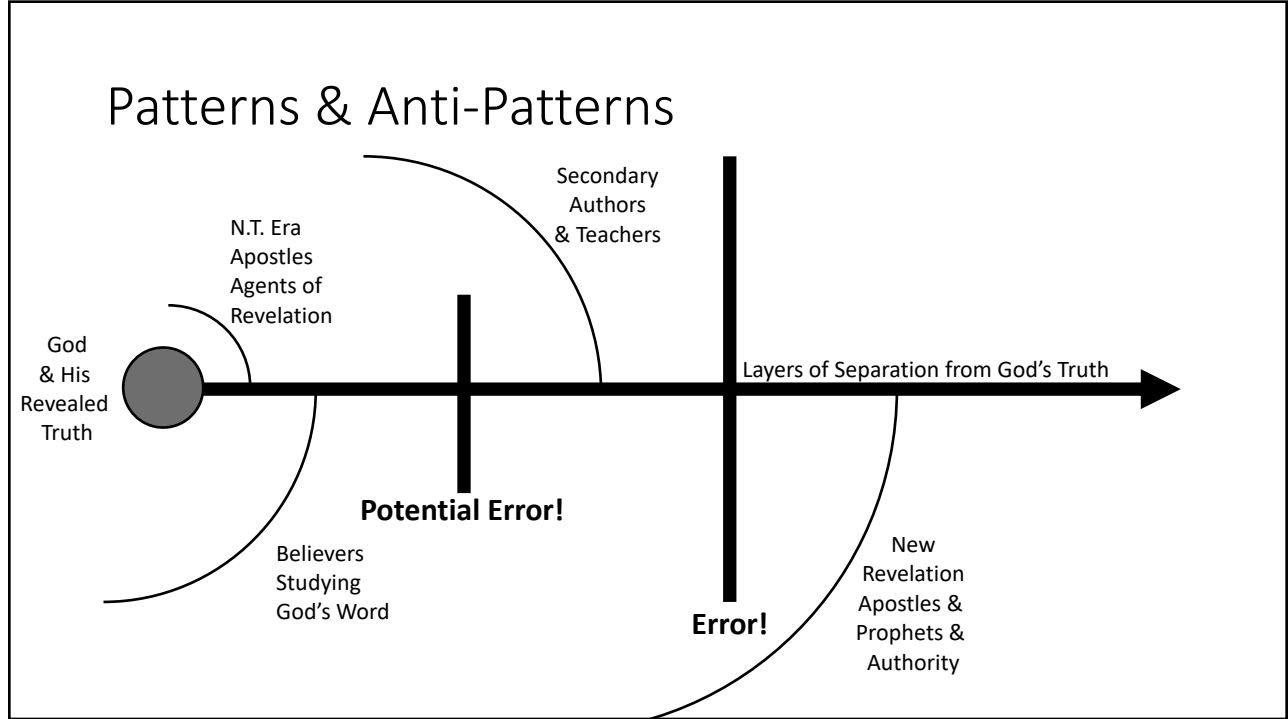 Patterns & Anti-Patterns
Secondary
Authors
& Teachers
N.T. Era
Apostles
Agents of
Revelation
God
& His
Revealed
Truth
Layers of Separation from God’s Truth
Potential Error!
Believers
Studying
God’s Word
New
Revelation
Apostles &
Prophets &
Authority
Error!